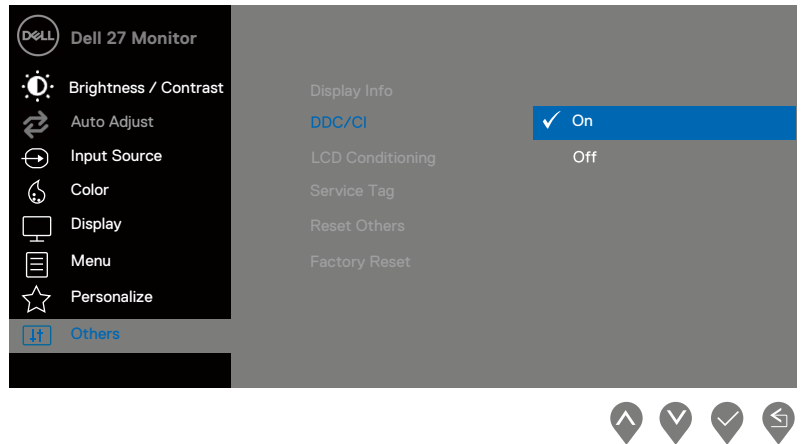 DELL Dell 27 Monitor
Brightness / Contrast
Auto Adjust
Input Source
Color
Display
Menu
Personalize
Others
Display Info
DDC/CI
LCD Conditioning
Service Tag
Reset Others
Factory Reset
On
Off